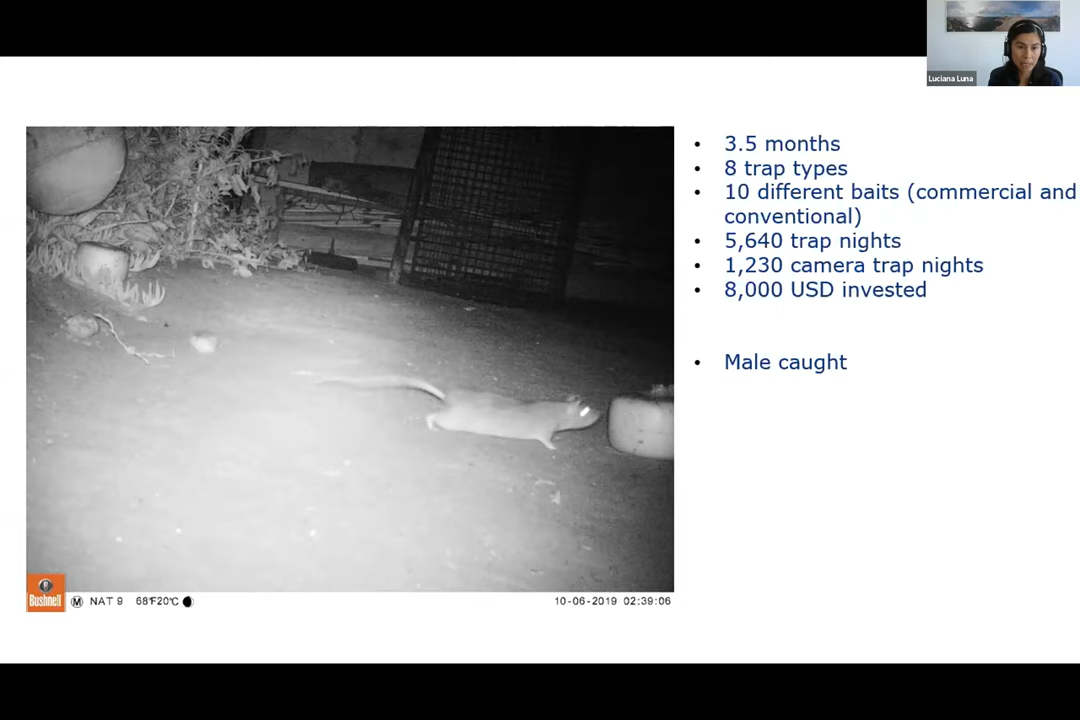 Luciana Luna
• 3.5 months
• 8 trap types
• 10 different baits (commercial and
conventional)
• 5,640 trap nights
• 1,230 camera trap nights
• 8,000 USD invested
• Male caught
Bushnell M NAT 9 68°F20°C 10-06-2019 02:39:06